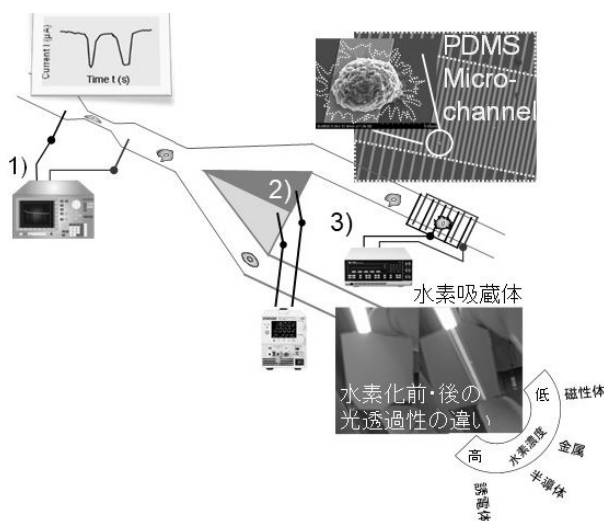 Current I (μA)
Time t (s)
1)
2)
3)
PDMS
Micro-
channel
水素吸蔵体
水素化前・後の
光透過性の違い
低
水素濃度
高
磁性体
金属
半導体
誘電体